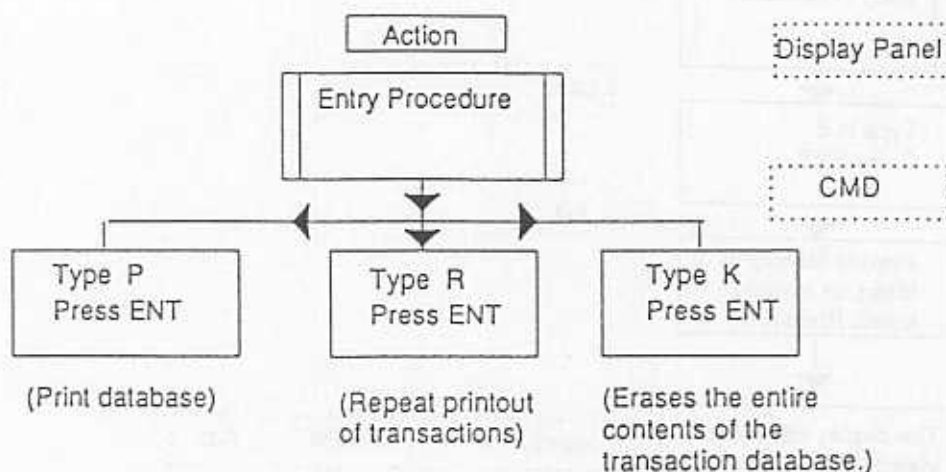 Action
Display Panel
Entry Procedure
CMD
Type P
Press ENT
Type R
Press ENT
Type K
Press ENT
(Print database)
(Repeat printout
of transactions)
(Erases the entire
contents of the
transaction database.)